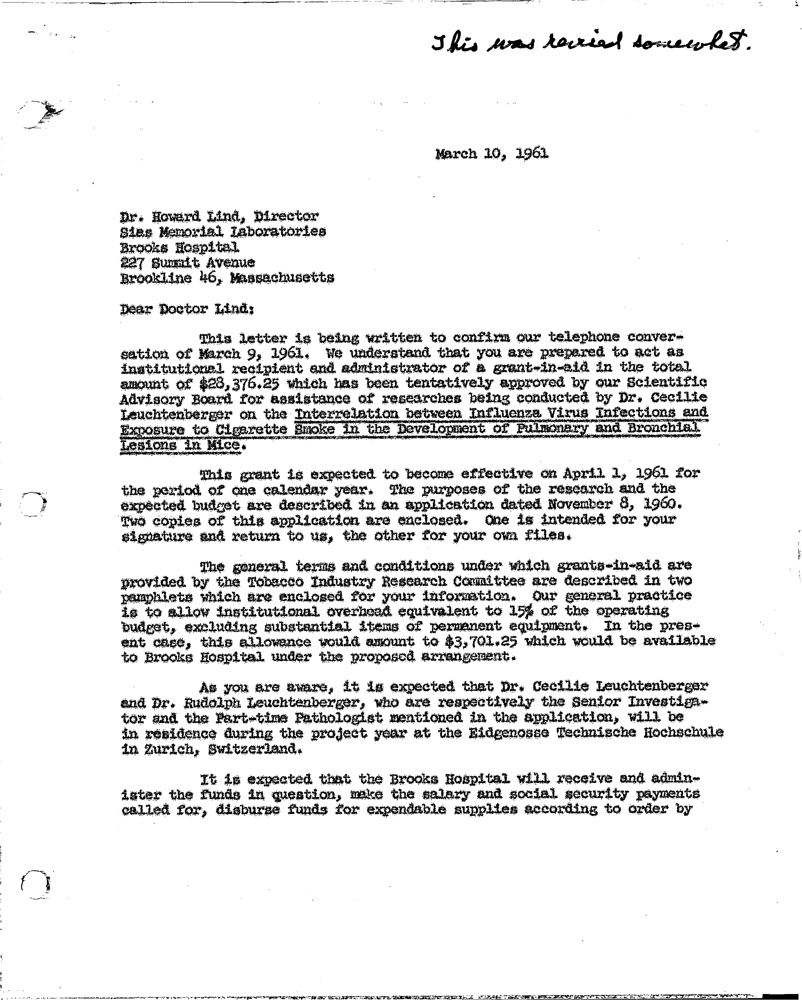 This was revised somewhat.
March 10, 1961
Dr. Howard Lind, Director
Sias Memorial Laboratories
Brooks Hospital
227 Summit Avenue
Brookline 46, Massachusetts
Dear Doctor Lind:
This letter is being written to confirm our telephone conver-
sation of March 9, 1961. We understand that you are prepared to act as
institutional recipient and administrator of a grant-in-aid in the total
amount of $28,376.25 which has been tentatively approved by our Scientific
Advisory Board for assistance of researches being conducted by Dr. Cecilie
Leuchtenberger on the Interrelation between Influenza Virus Infections and
Exposure to Cigarette Smoke in the Development of Pulmonary and Bronchial
Lesions in Mice.
This grant is expected to become effective on April 1, 1961 for
the period of one calendar year. The purposes of the research and the
expected budget are described in an application dated November 8, 1960.
Two copies of this application are enclosed. One is intended for your
signature and return to us, the other for your own files.
The general terms and conditions under which grants-in-aid are
provided by the Tobacco Industry Research Committee are described in two
pamphlets which are enclosed for your information. Our general practice
is to allow institutional overhead equivalent to 15% of the operating
budget, excluding substantial items of permanent equipment. In the pres-
ent case, this allowance would amount to $3,701.25 which would be available
to Brooks Hospital under the proposed arrangement.
As you are aware, it is expected that Dr. Cecilie Leuchtenberger
and Dr. Rudolph Leuchtenberger, who are respectively the Senior Investiga-
tor and the Part-time Pathologist mentioned in the application, will be
in residence during the project year at the Eidgenosse Technische Hochschule
in Zurich, Switzerland.
It is expected that the Brooks Hospital will receive and admin-
ister the funds in question, make the salary and social security payments
called for, disburse funds for expendable supplies according to order by